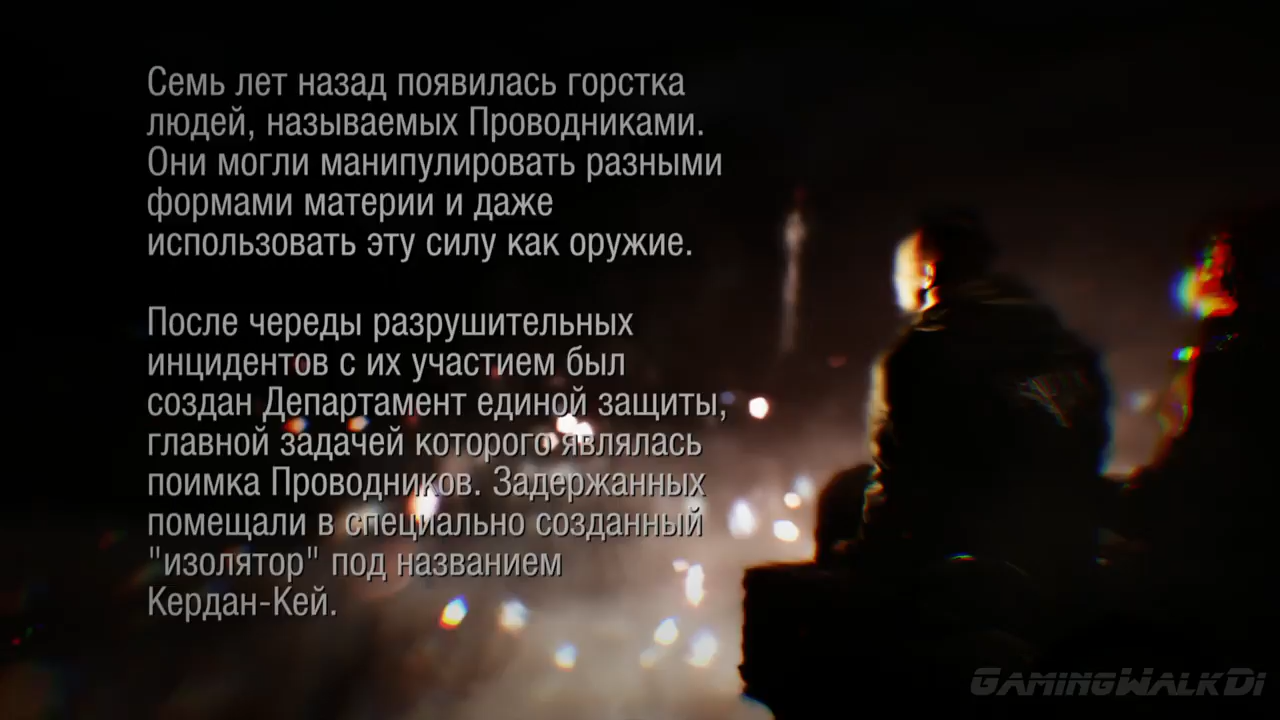 Семь лет назад появилась горстка
людей, называемых Проводниками.
Они могли манипулировать разными
формами материи и даже
использовать эту силу как оружие.
После череды разрушительных
инцидентов с их участием был
создан Департамент единой защиты,
главной задачей которого являлась
поимка Проводников. Задержанных
помещали в специально созданный
"изолятор" под названием
Кердан-Кей.
GamingWalkDi